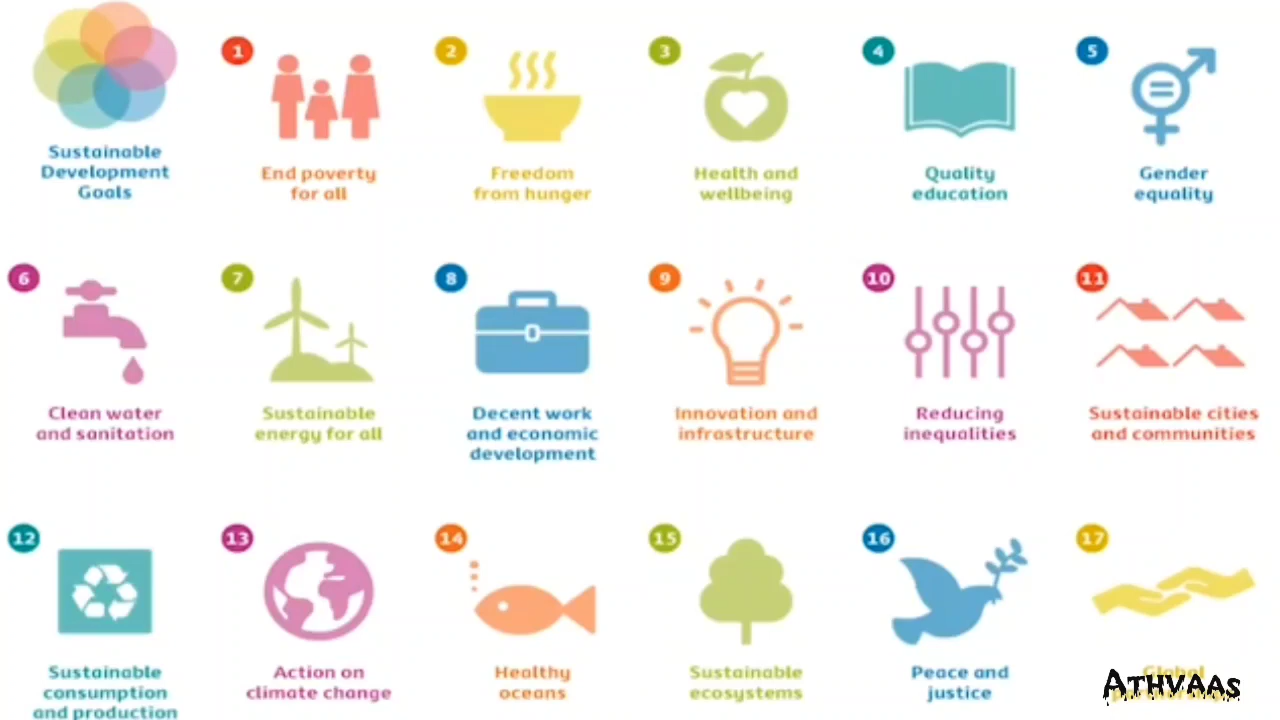 Sustainable
Development
Goals
1
End poverty
for all
2
Freedom
from hunger
3
Health and
wellbeing
4
Quality
education
5
Gender
equality
6
Clean water
and sanitation
7
Sustainable
energy for all
8
Decent work
and economic
development
9
Innovation and
infrastructure
10
Reducing
inequalities
11
Sustainable cities
and communities
12
Sustainable
consumption
and production
13
Action on
climate change
14
Healthy
oceans
15
Sustainable
ecosystems
16
Peace and
justice
17
Global
ATHVAAS